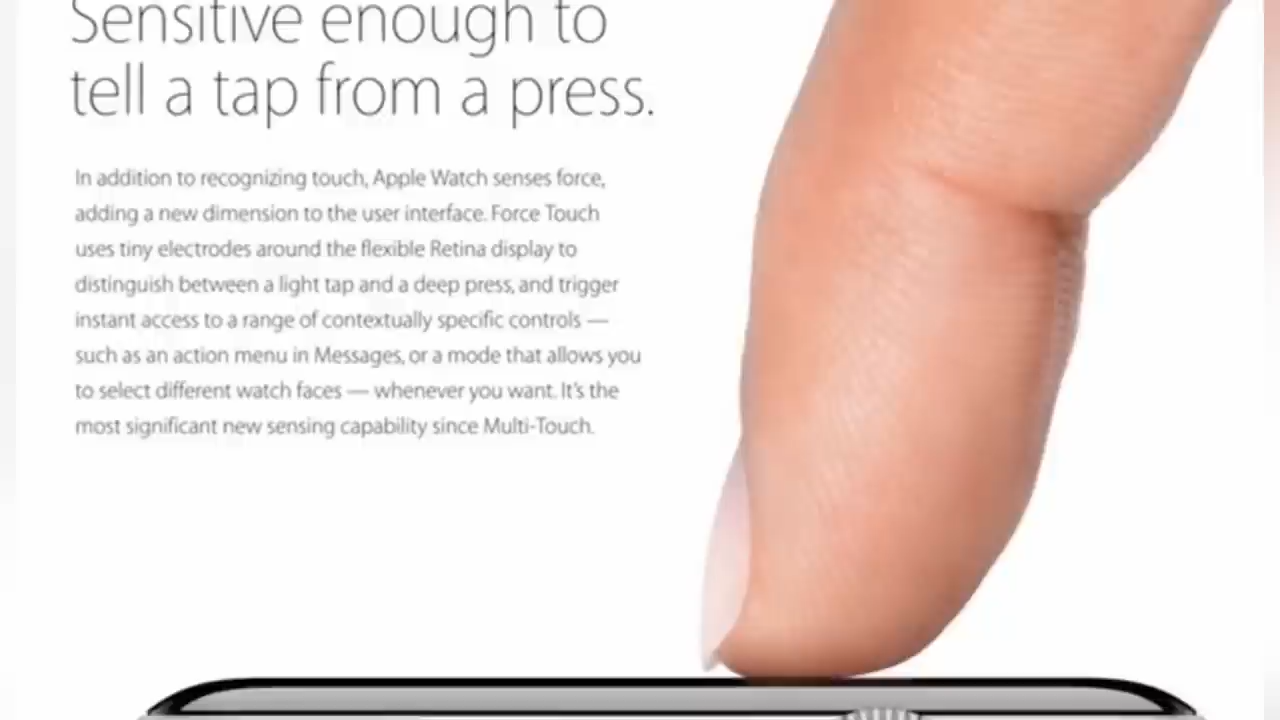 Sensitive enough to
tell a tap from a press.
In addition to recognizing touch, Apple Watch senses force,
adding a new dimension to the user interface. Force Touch
uses tiny electrodes around the flexible Retina display to
distinguish between a light tap and a deep press, and trigger
instant access to a range of contextually specific controls —
such as an action menu in Messages, or a mode that allows you
to select different watch faces — whenever you want. It's the
most significant new sensing capability since Multi-Touch.